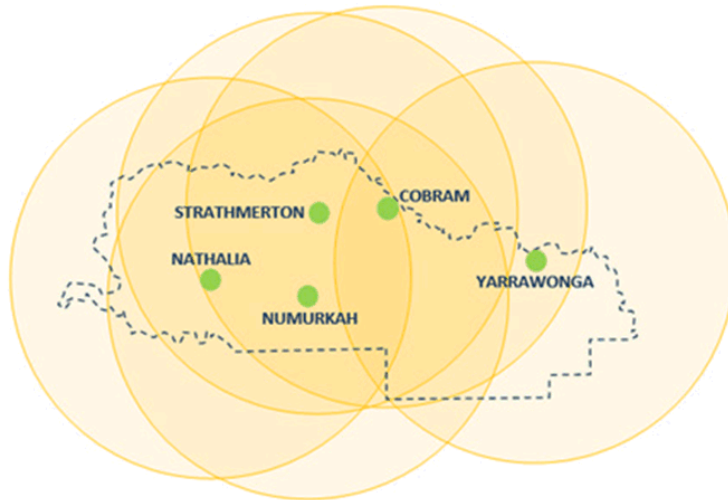 COBRAM
STRATHMERTON
NATHALIA
YARRAWONGA
NUMURKAH